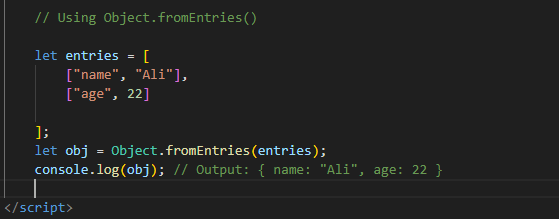 // Using Object.fromEntries()
let entries = [
["name", "Ali"],
["age", 22]
];
let obj = Object.fromEntries(entries);
console.log(obj); // Output: { name: "Ali", age: 22 }
</script>